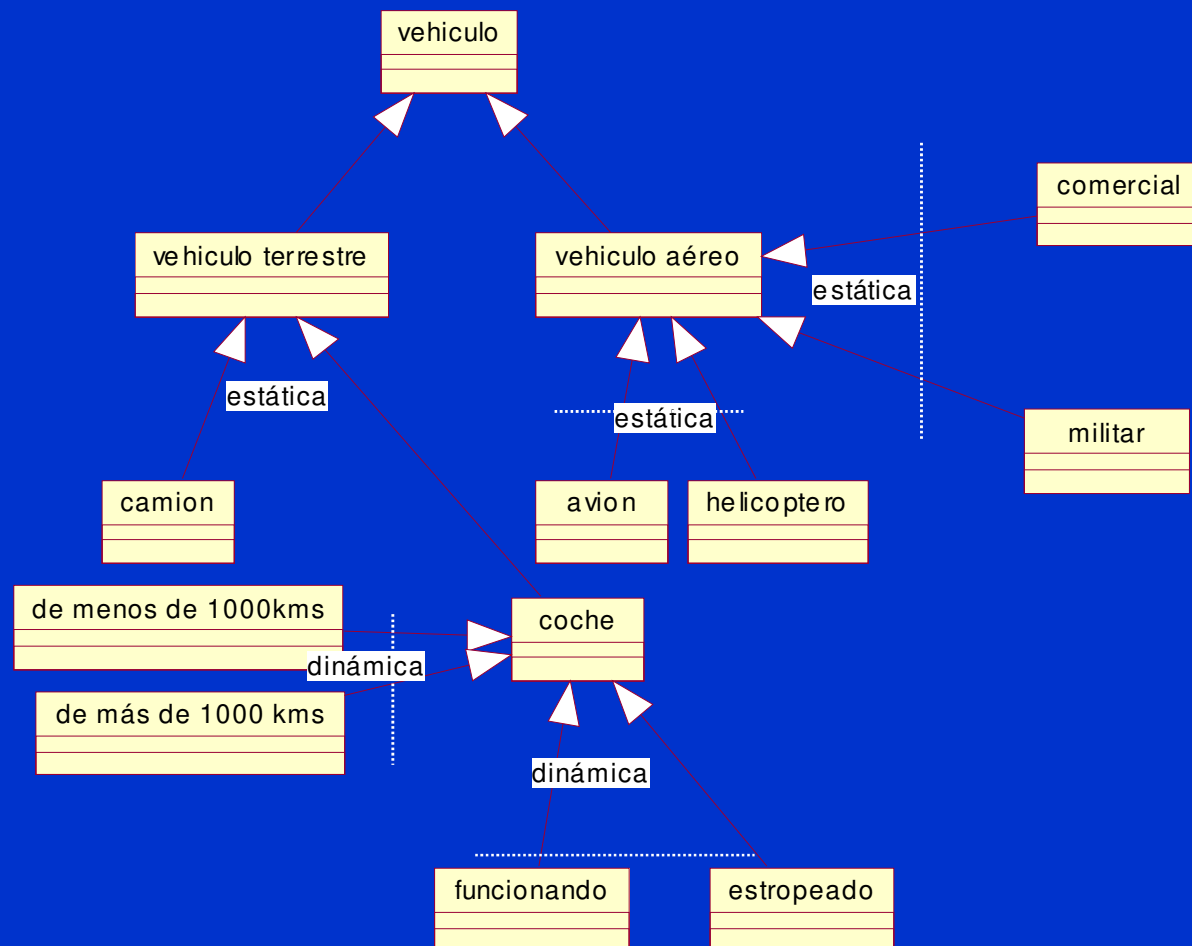 vehiculo
comercial
vehiculo terrestre
vehiculo aéreo
estática
estática
estática
militar
camion
avion
helicoptero
de menos de 1000kms
coche
dinámica
de más de 1000 kms
dinámica
funcionando
estropeado